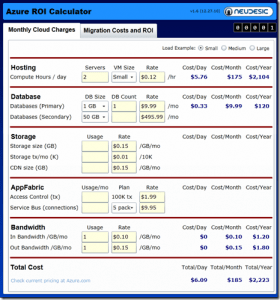 Azure ROI Calculator
v1.0 (10.27.10)
NEUDESIC
0 0 0 0 1
Monthly Cloud Charges Migration Costs and ROI
Load Example: Small Medium Large
Hosting Servers VM Size Rate Cost/Day Cost/Month Cost/Year
Compute Hours / day 2 Small $0.12 /hr $5.76 $175 $2,104
Database DB Size DB Count Rate Cost/Day Cost/Month Cost/Year
Databases (Primary) 1 GB 1 $9.99 /mo $0.33 $9.99 $120
Databases (Secondary) 50 GB $495.99 /mo
Storage Usage Rate Cost/Day Cost/Month Cost/Year
Storage size (GB) $0.15 /GB/mo
Storage tx/mo (K) $0.01 /10K
CDN size (GB) $0.15 /GB/mo
AppFabric Usage/mo Plan Rate Cost/Day Cost/Month Cost/Year
Access Control (tx) 100K tx $1.99
Service Bus (connections) 5 pack $9.95
Bandwidth Usage Rate Cost/Day Cost/Month Cost/Year
In Bandwidth /GB/mo 1 $0.10 /GB/mo $0 $0.10 $1.20
Out Bandwidth /GB/mo 1 $0.15 /GB/mo $0 $0.15 $1.80
Total Cost Total/Day Total/Month Total/Year
Check current pricing at Azure.com $6.09 $185 $2,223